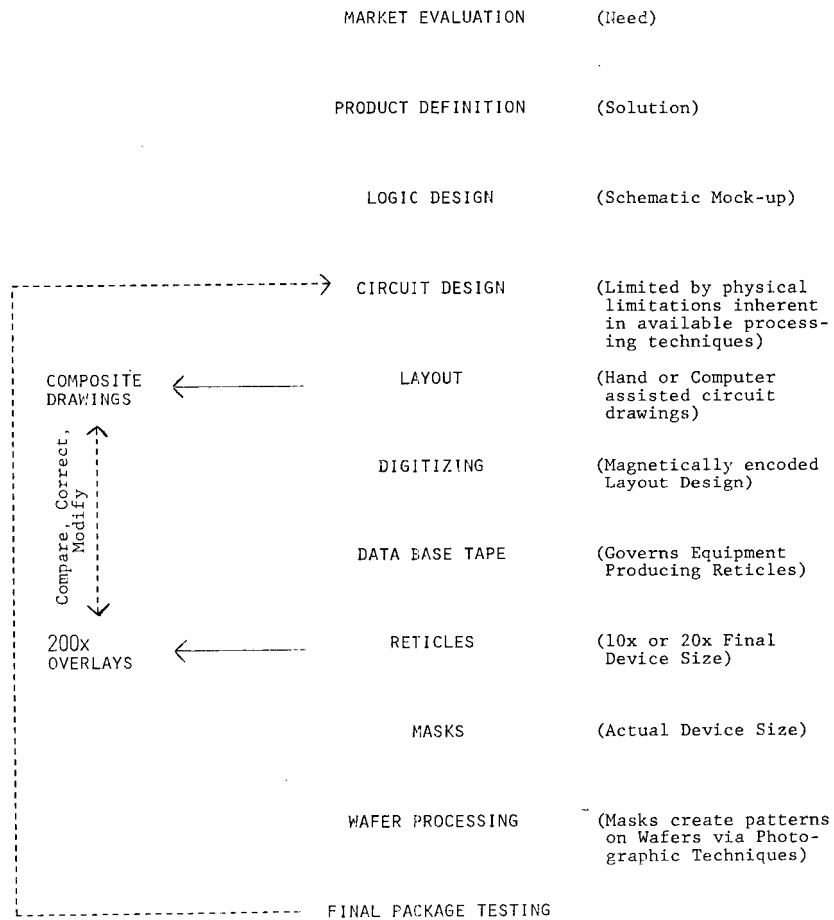 MARKET EVALUATION (Need)
PRODUCT DEFINITION (Solution)
LOGIC DESIGN (Schematic Mock-up)
CIRCUIT DESIGN (Limited by physical
limitations inherent
in available process-
ing techniques)
COMPOSITE
DRAWINGS
LAYOUT (Hand or Computer
assisted circuit
drawings)
Compare, Correct,
Modify
DIGITIZING (Magnetically encoded
Layout Design)
DATA BASE TAPE (Governs Equipment
Producing Reticles)
200x
OVERLAYS
RETICLES (10x or 20x Final
Device Size)
MASKS (Actual Device Size)
WAFER PROCESSING (Masks create patterns
on Wafers via Photo-
graphic Techniques)
FINAL PACKAGE TESTING